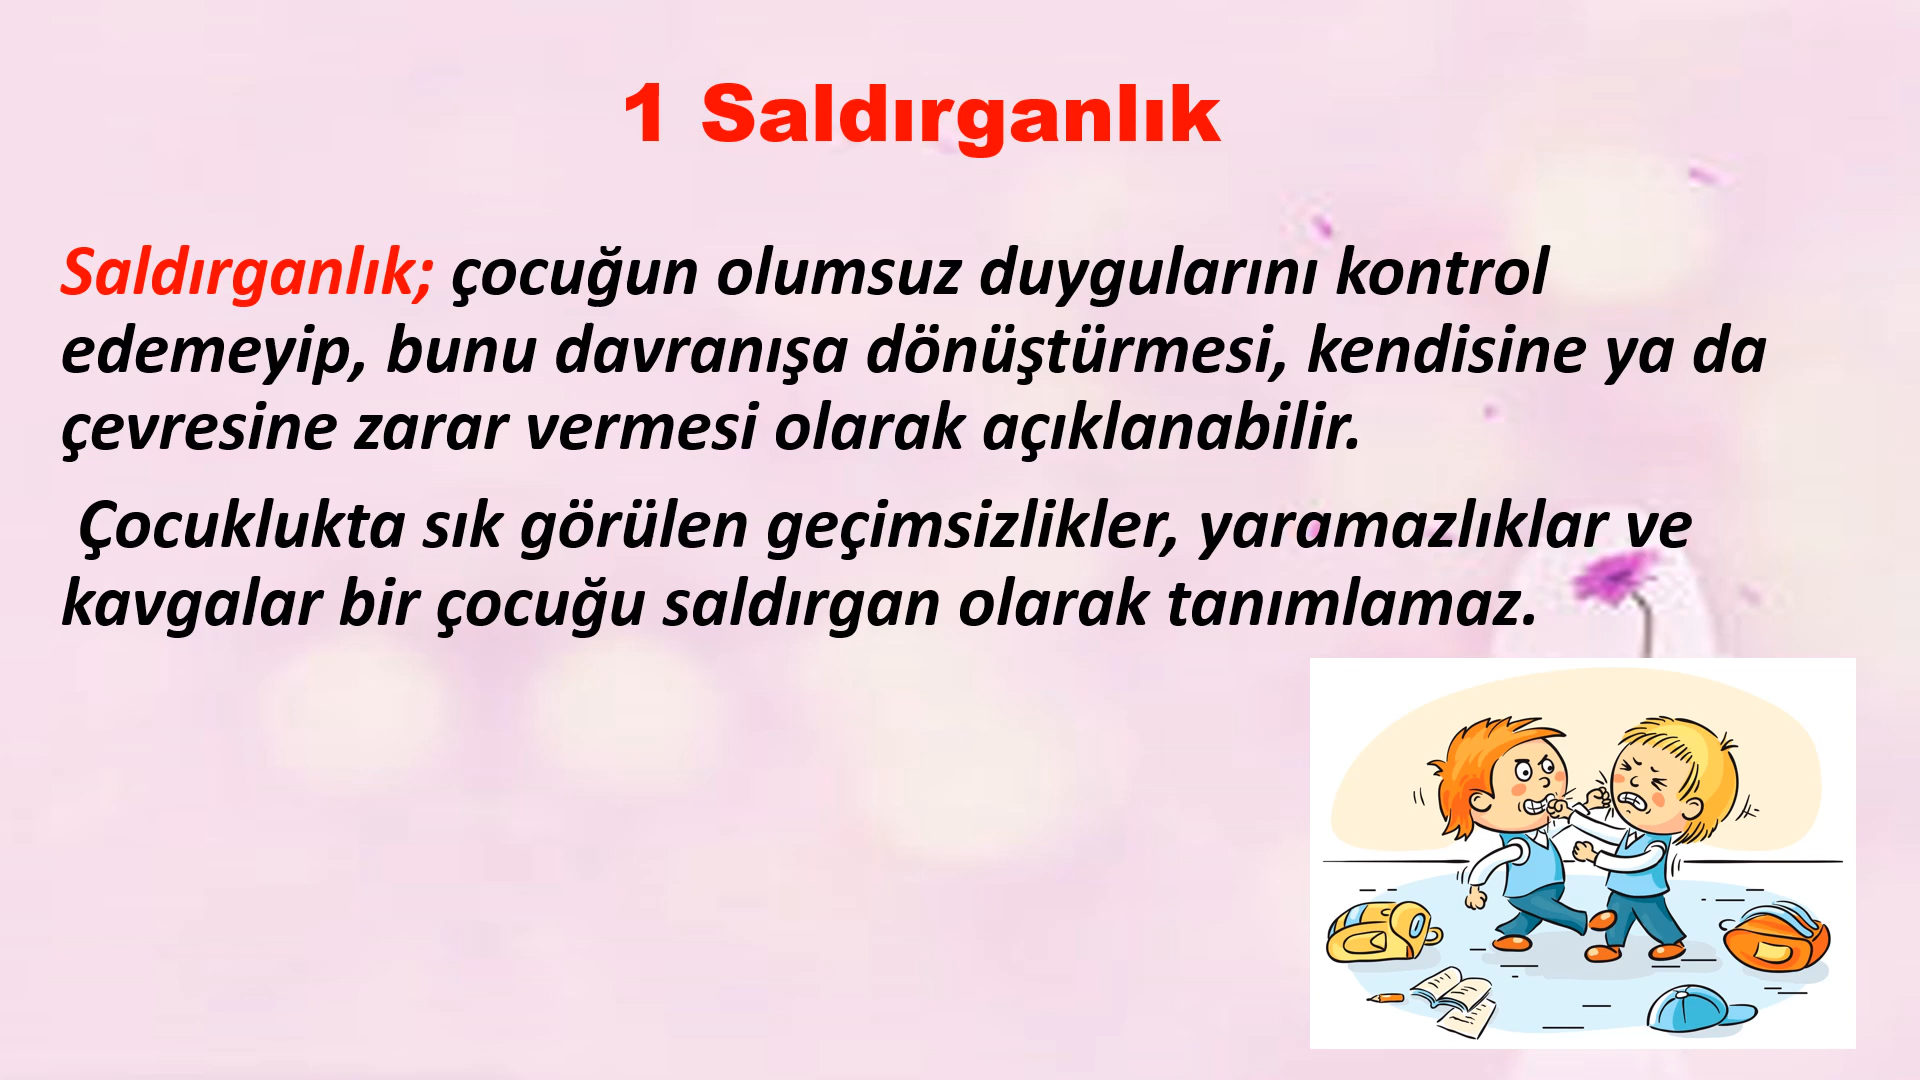 1 Saldırganlık
Saldırganlık; çocuğun olumsuz duygularını kontrol
edemeyip, bunu davranışa dönüştürmesi, kendisine ya da
çevresine zarar vermesi olarak açıklanabilir.
Çocuklukta sık görülen geçimsizlikler, yaramazlıklar ve
kavgalar bir çocuğu saldırgan olarak tanımlamaz.